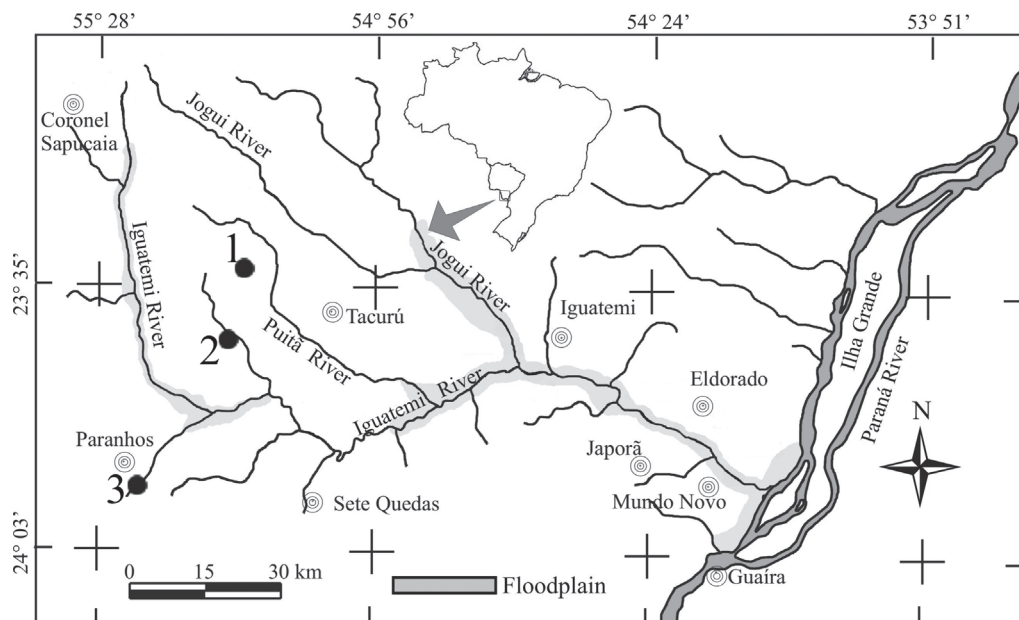 55° 28’
54° 56’
54° 24’
53° 51’
Coronel
Sapucaia
Jogui River
Iguatemi River
1
23° 35’
Jogui River
Iguatemi
Tacurú
Ilha Grande
2
Puitã River
Paraná River
Eldorado
Iguatemi River
N
Paranhos
Japorã
3
Sete Quedas
Mundo Novo
24° 03’
0 15 30 km
Floodplain
Guaíra